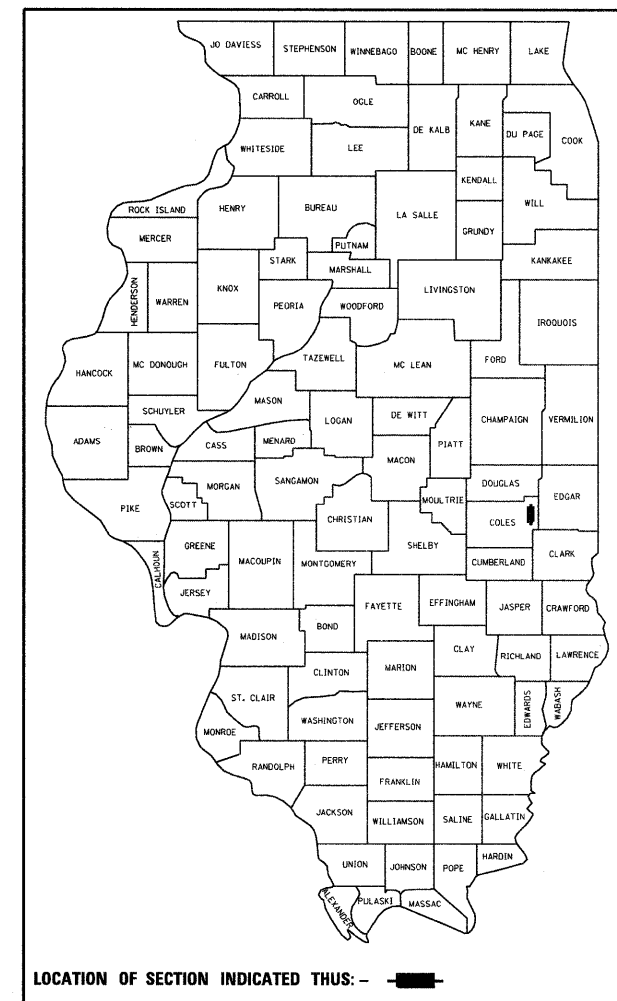 JO DAVIESS STEPHENSON WINNEBAGO BOONE MC HENRY LAKE
CARROLL OGLE DE KALB KANE DU PAGE COOK
WHITESIDE LEE
KENDALL WILL
ROCK ISLAND HENRY BUREAU LA SALLE GRUNDY
MERCER PUTNAM
STARK MARSHALL KANKAKEE
HENDERSON WARREN KNOX PEORIA WOODFORD LIVINGSTON IROQUOIS
HANCOCK MC DONOUGH FULTON TAZEWELL MC LEAN FORD
SCHUYLER MASON
ADAMS BROWN CASS MENARD LOGAN DE WITT PIATT CHAMPAIGN VERMILION
MACON
PIKE SCOTT MORGAN SANGAMON CHRISTIAN MOULTRIE DOUGLAS EDGAR
COLES
CALHOUN GREENE MACOUPIN MONTGOMERY SHELBY CUMBERLAND CLARK
JERSEY FAYETTE EFFINGHAM JASPER CRAWFORD
MADISON BOND
CLAY RICHLAND LAWRENCE
CLINTON MARION
ST. CLAIR WAYNE EDWARDS WABASH
WASHINGTON JEFFERSON
MONROE
RANDOLPH PERRY HAMILTON WHITE
FRANKLIN
JACKSON WILLIAMSON SALINE GALLATIN
UNION JOHNSON POPE HARDIN
ALEXANDER PULASKI MASSAC
LOCATION OF SECTION INDICATED THUS: –